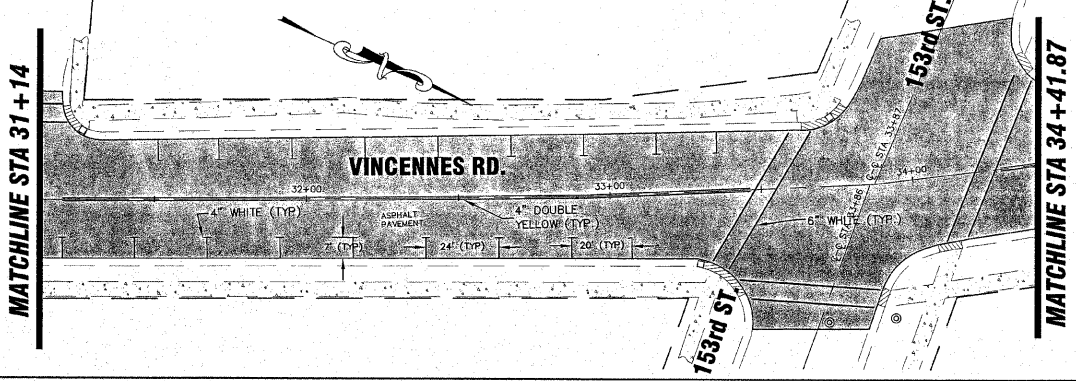 MATCHLINE STA 31+14
153rd ST.
MATCHLINE STA 34+41.87
VINCENNES RD.
32+00
33+00
34+00
4" WHITE (TYP.)
ASPHALT
PAVEMENT
4" DOUBLE
YELLOW (TYP.)
6" WHITE (TYP.)
7' (TYP)
24' (TYP)
20' (TYP)
153rd ST.